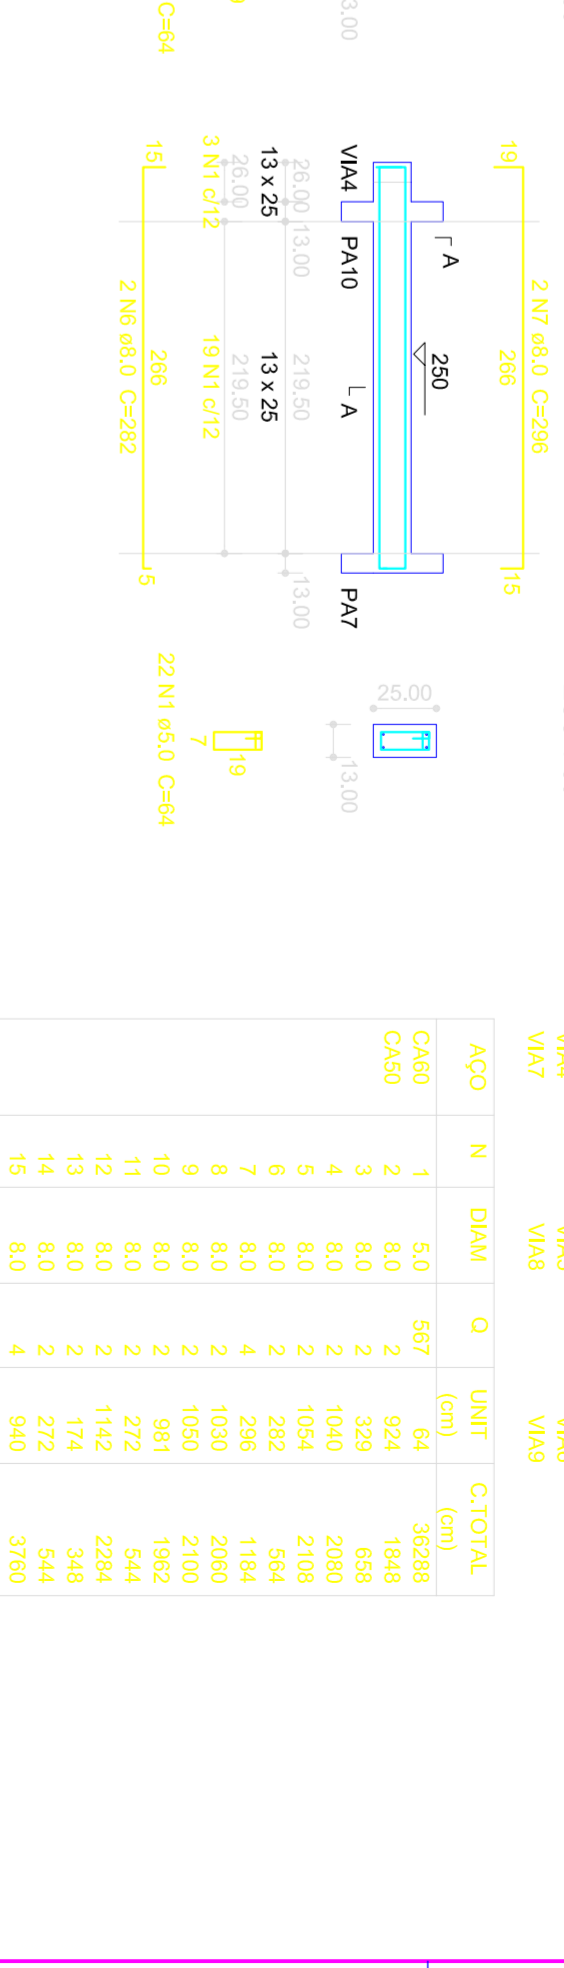 C=64
13.00
19
2 N7 ø8.0  C=296
266
15
A
250
A
VIA4
PA10
PA7
26.00
13.00
219.50
13.00
13 x 25
13 x 25
26.00
219.50
3 N1 c/12
19 N1 c/12
15
266
5
2 N6 ø8.0  C=282
25.00
13.00
19
7
22 N1 ø5.0  C=64
VIA7 VIA8 VIA9
AÇO N DIAM Q UNIT C.TOTAL
(cm) (cm)
CA60 1 5.0 567 64 36288
CA50 2 8.0 2 924 1848
3 8.0 2 329 658
4 8.0 2 1040 2080
5 8.0 2 1054 2108
6 8.0 2 282 564
7 8.0 4 296 1184
8 8.0 2 1030 2060
9 8.0 2 1050 2100
10 8.0 2 981 1962
11 8.0 2 272 544
12 8.0 2 1142 2284
13 8.0 2 174 348
14 8.0 2 272 544
15 8.0 4 940 3760